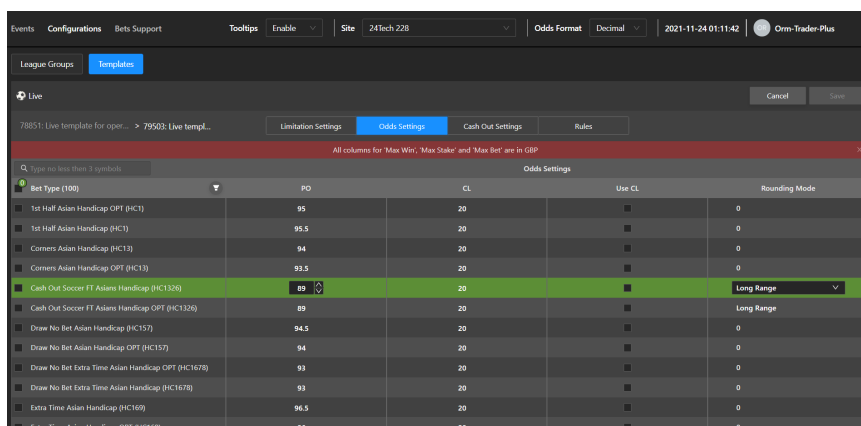 Events Configurations Bets Support Tooltips Enable Site 24Tech 228 Odds Format Decimal 2021-11-24 01:11:42 OR Orm-Trader-Plus
League Groups Templates
Live Cancel Save
78851: Live template for oper... > 79503: Live templ... Limitation Settings Odds Settings Cash Out Settings Rules
All columns for 'Max Win', 'Max Stake' and 'Max Bet' are in GBP
Type no less then 3 symbols Odds Settings
0 Bet Type (100) PO CL Use CL Rounding Mode
1st Half Asian Handicap OPT (HC1) 95 20 0
1st Half Asian Handicap (HC1) 95.5 20 0
Corners Asian Handicap (HC13) 94 20 0
Corners Asian Handicap OPT (HC13) 93.5 20 0
Cash Out Soccer FT Asians Handicap (HC1326) 89 20 Long Range
Cash Out Soccer FT Asians Handicap OPT (HC1326) 89 20 Long Range
Draw No Bet Asian Handicap (HC157) 94.5 20 0
Draw No Bet Asian Handicap OPT (HC157) 94 20 0
Draw No Bet Extra Time Asian Handicap OPT (HC1678) 93 20 0
Draw No Bet Extra Time Asian Handicap (HC1678) 93 20 0
Extra Time Asian Handicap (HC169) 96.5 20 0